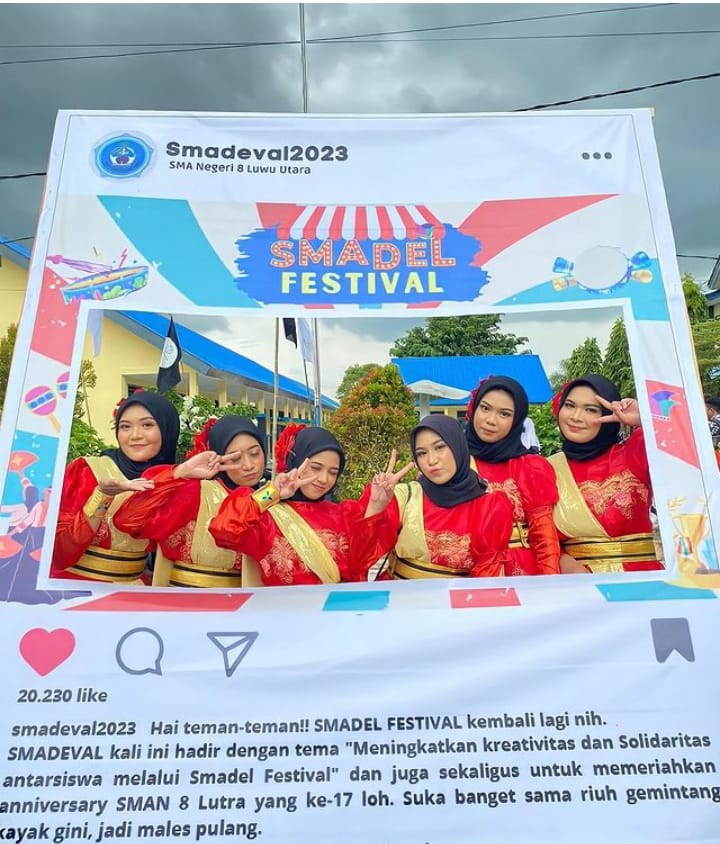 Smadeval2023
SMA Negeri 8 Luwu Utara
SMADEL
FESTIVAL
20.230 like
smadeval2023 Hai teman-teman!! SMADEL FESTIVAL kembali lagi nih.
SMADEVAL kali ini hadir dengan tema "Meningkatkan kreativitas dan Solidaritas
antarsiswa melalui Smadel Festival" dan juga sekaligus untuk memeriahkan
anniversary SMAN 8 Lutra yang ke-17 loh. Suka banget sama riuh gemintang
kayak gini, jadi males pulang.